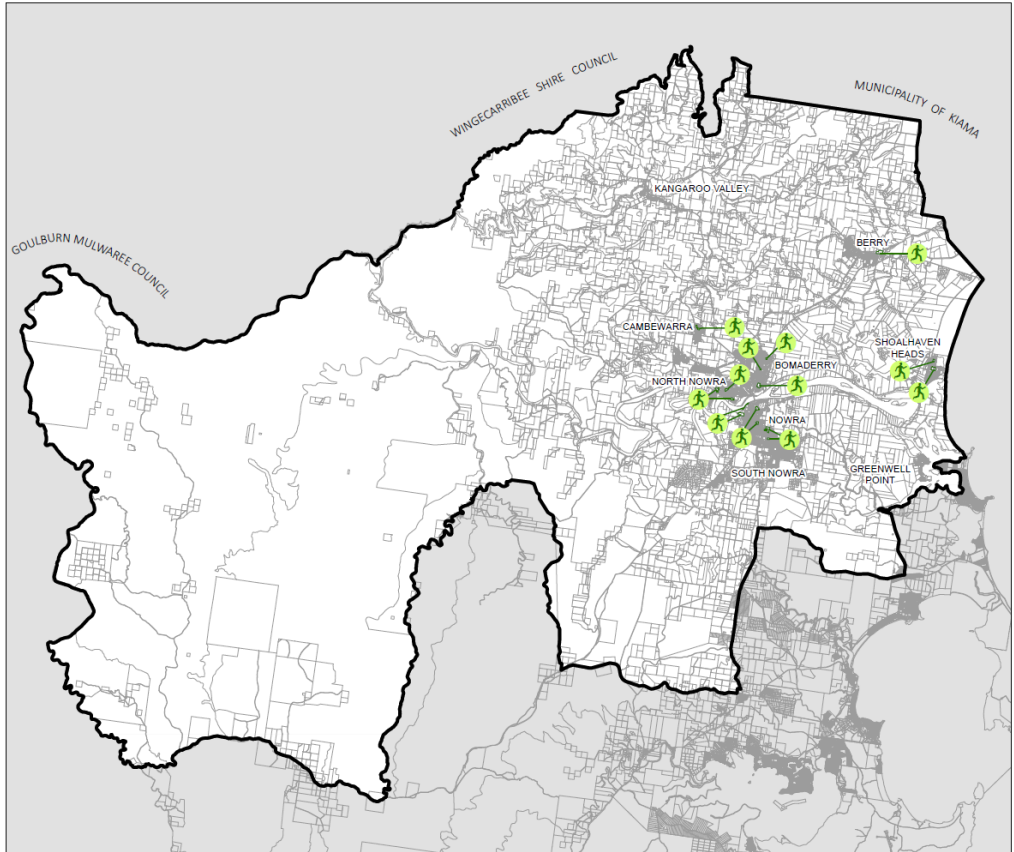 WINGECARRIBEE SHIRE COUNCIL
MUNICIPALITY OF KIAMA
GOULBURN MULWAREE COUNCIL
KANGAROO VALLEY
BERRY
CAMBEWARRA
SHOALHAVEN
HEADS
BOMADERRY
NORTH NOWRA
NOWRA
SOUTH NOWRA
GREENWELL
POINT